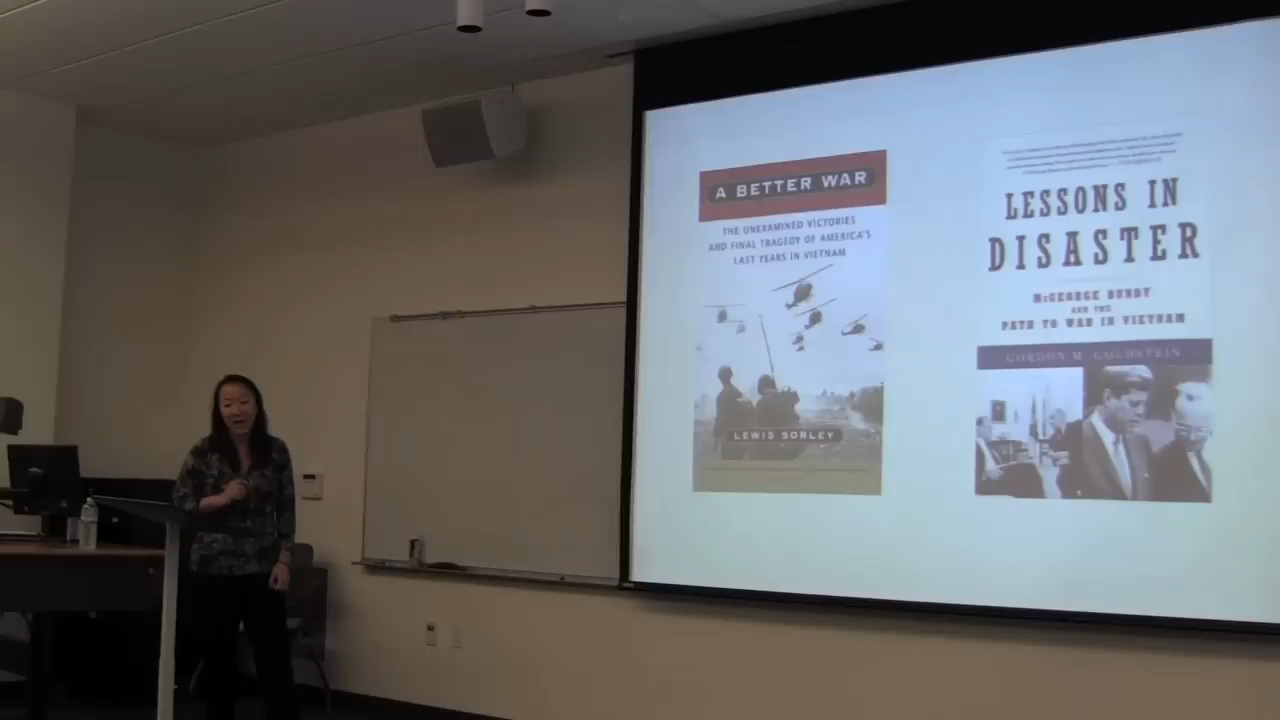 A BETTER WAR
THE UNEXAMINED VICTORIES
AND FINAL TRAGEDY OF AMERICA'S
LAST YEARS IN VIETNAM
LEWIS SORLEY
LESSONS IN
DISASTER
McGEORGE BUNDY
AND THE
PATH TO WAR IN VIETNAM
GORDON M. GOLDSTEIN